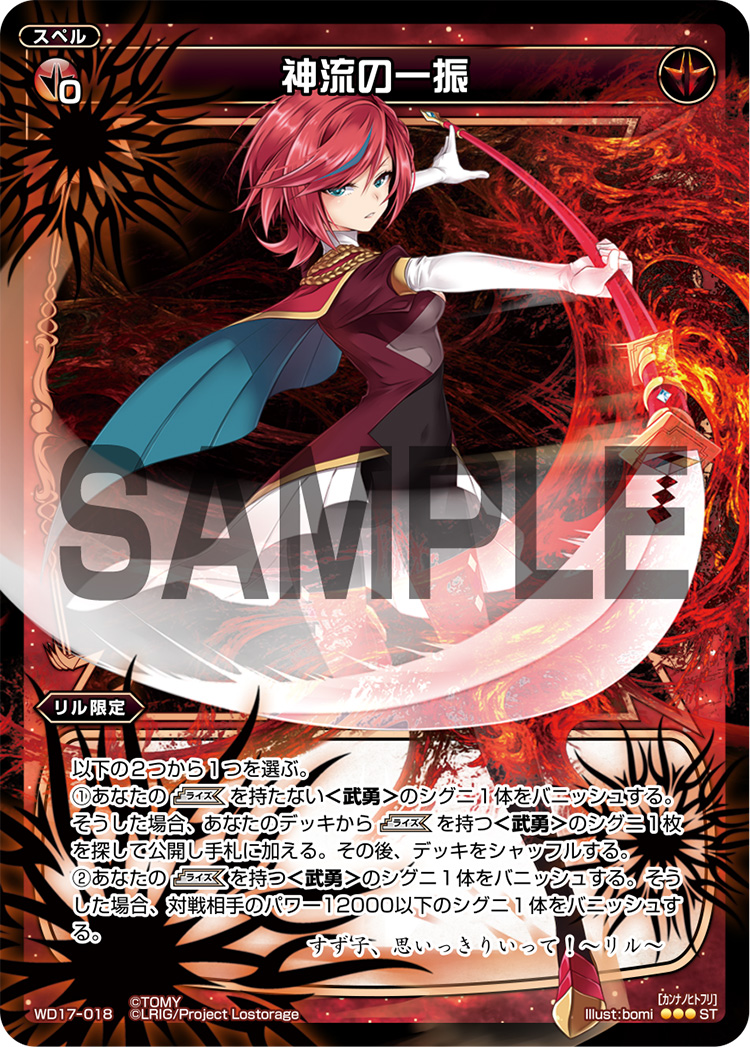 スペル
0
神流の一振
SAMPLE
リル限定
以下の2つから1つを選ぶ。
①あなたの ライズ を持たない<武勇>のシグニ1体をバニッシュする。
そうした場合、あなたのデッキから ライズ を持つ<武勇>のシグニ1枚
を探して公開し手札に加える。その後、デッキをシャッフルする。
②あなたの ライズ を持つ<武勇>のシグニ1体をバニッシュする。そう
した場合、対戦相手のパワー12000以下のシグニ1体をバニッシュす
る。
すず子、思いっきりいって!~リル~
WD17-018
©TOMY
©LRIG/Project Lostorage
[カンナノヒトフリ]
Illust:bomi ST